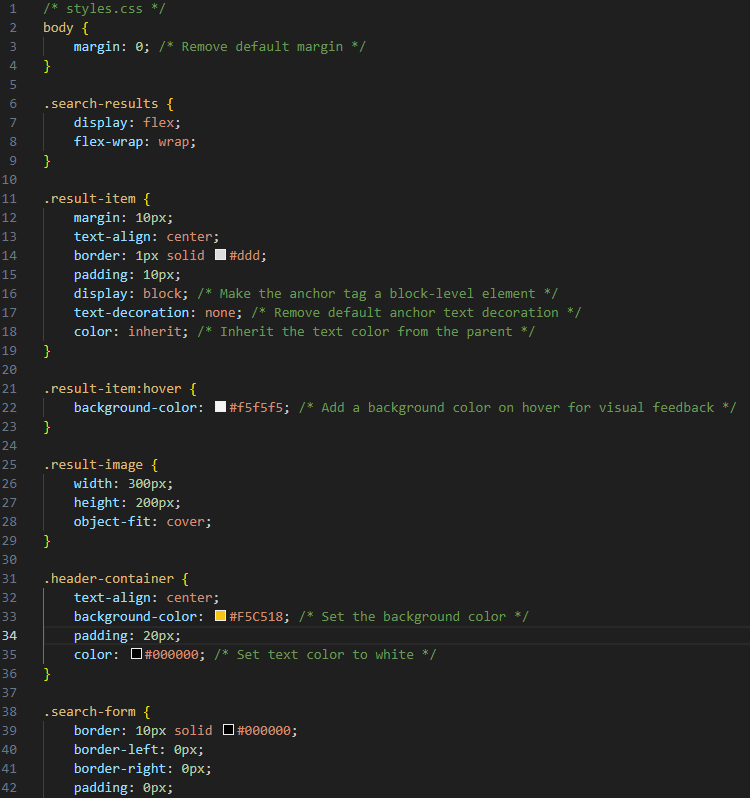 1 /* styles.css */
2 body {
3     margin: 0; /* Remove default margin */
4 }
5
6 .search-results {
7     display: flex;
8     flex-wrap: wrap;
9 }
10
11 .result-item {
12     margin: 10px;
13     text-align: center;
14     border: 1px solid #ddd;
15     padding: 10px;
16     display: block; /* Make the anchor tag a block-level element */
17     text-decoration: none; /* Remove default anchor text decoration */
18     color: inherit; /* Inherit the text color from the parent */
19 }
20
21 .result-item:hover {
22     background-color: #f5f5f5; /* Add a background color on hover for visual feedback */
23 }
24
25 .result-image {
26     width: 300px;
27     height: 200px;
28     object-fit: cover;
29 }
30
31 .header-container {
32     text-align: center;
33     background-color: #F5C518; /* Set the background color */
34     padding: 20px;
35     color: #000000; /* Set text color to white */
36 }
37
38 .search-form {
39     border: 10px solid #000000;
40     border-left: 0px;
41     border-right: 0px;
42     padding: 0px;